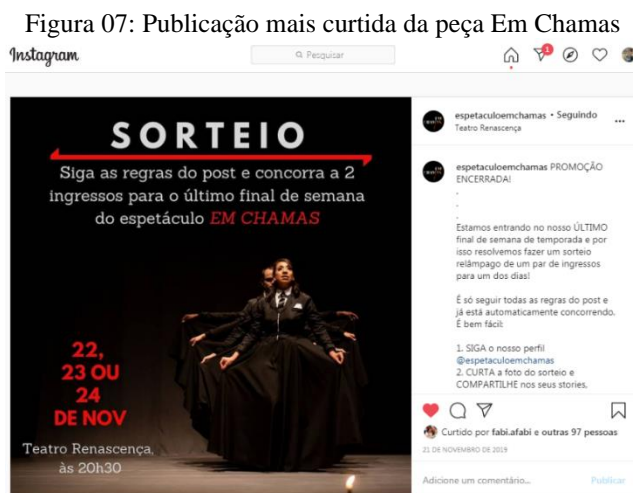 Figura 07: Publicação mais curtida da peça Em Chamas
Instagram
Pesquisar
1
SORTEIO
Siga as regras do post e concorra a 2
ingressos para o último final de semana
do espetáculo EM CHAMAS
22,
23 OU
24
DE NOV
Teatro Renascença,
às 20h30
espetaculoemchamas • Seguindo
Teatro Renascença
...
espetaculoemchamas PROMOÇÃO
ENCERRADA!
.
.
.
Estamos entrando no nosso ÚLTIMO
final de semana de temporada e por
isso resolvemos fazer um sorteio
relâmpago de um par de ingressos
para um dos dias!
É só seguir todas as regras do post e
já está automaticamente concorrendo.
É bem fácil:
1. SIGA o nosso perfil
@espetaculoemchamas
2. CURTA a foto do sorteio e
COMPARTILHE nos seus stories,
Curtido por fabi.afabi e outras 97 pessoas
21 DE NOVEMBRO DE 2019
Adicione um comentário...
Publicar